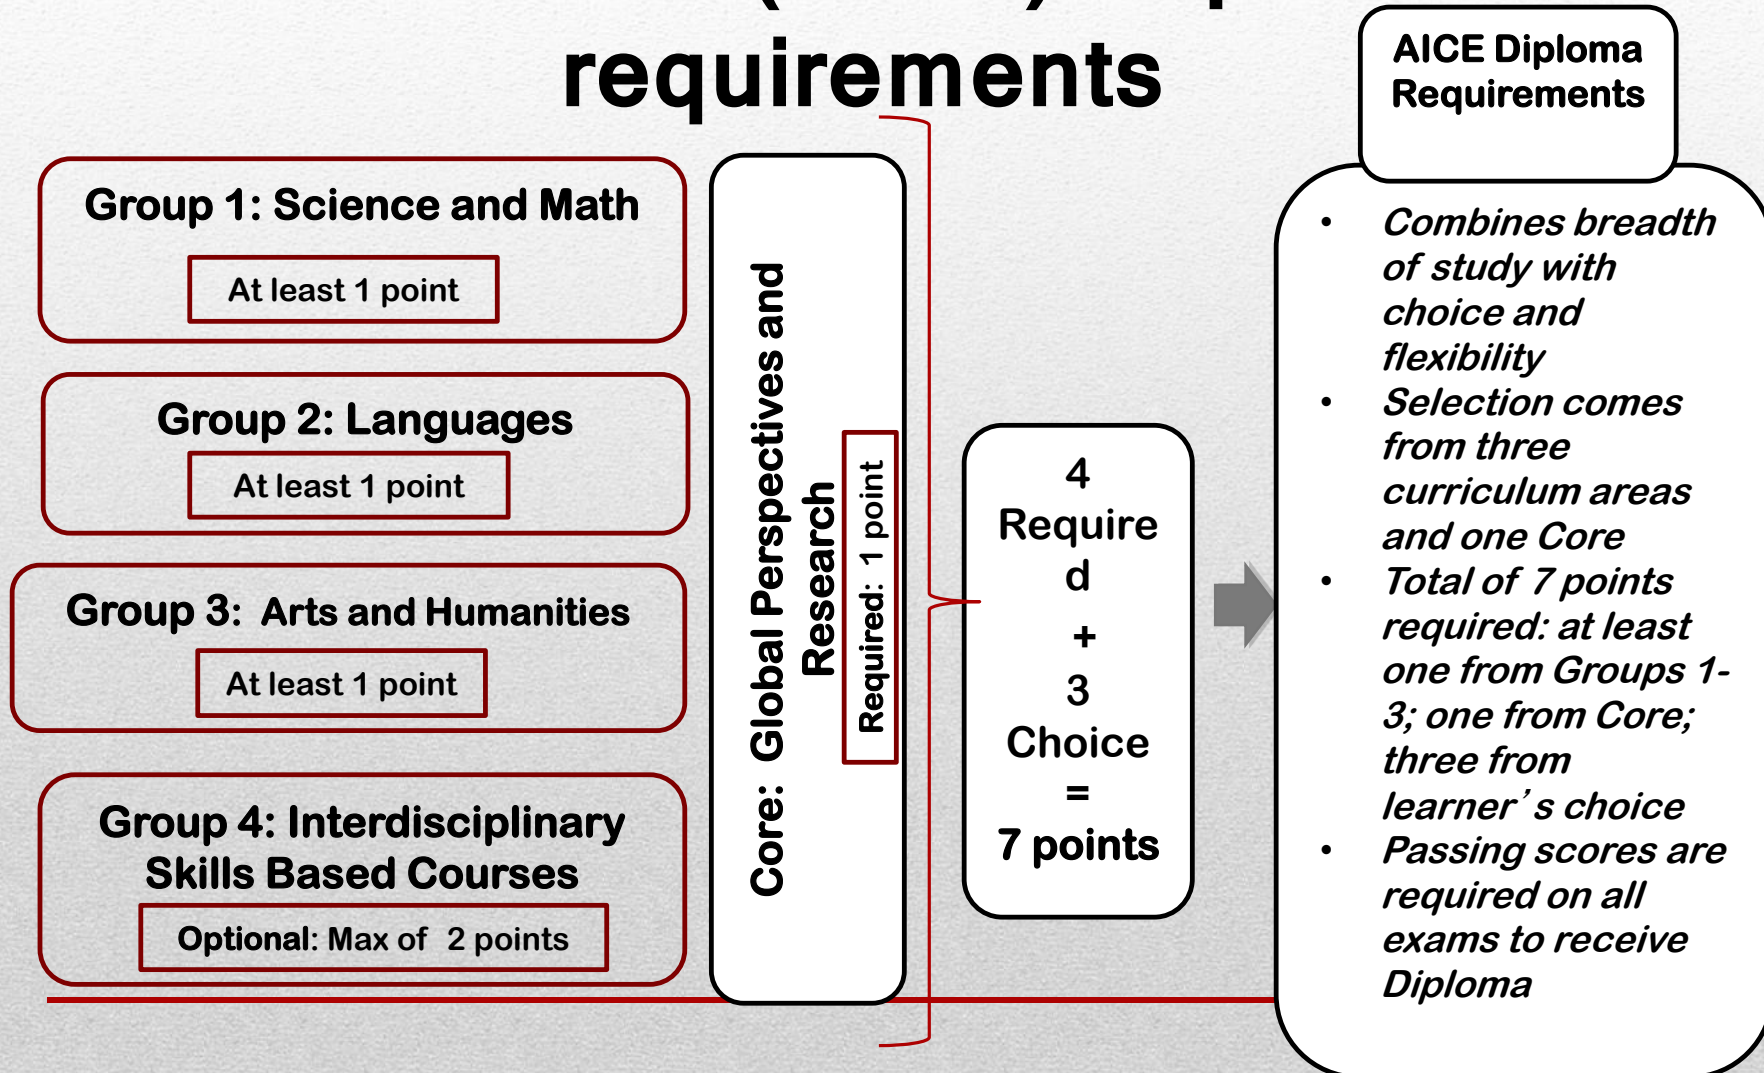 requirements
Group 1: Science and Math
At least 1 point
Group 2: Languages
At least 1 point
Group 3: Arts and Humanities
At least 1 point
Group 4: Interdisciplinary
Skills Based Courses
Optional: Max of 2 points
Core: Global Perspectives and
Research
Required: 1 point
4
Require
d
+
3
Choice
=
7 points
AICE Diploma
Requirements
• Combines breadth
of study with
choice and
flexibility
• Selection comes
from three
curriculum areas
and one Core
• Total of 7 points
required: at least
one from Groups 1-
3; one from Core;
three from
learner’s choice
• Passing scores are
required on all
exams to receive
Diploma